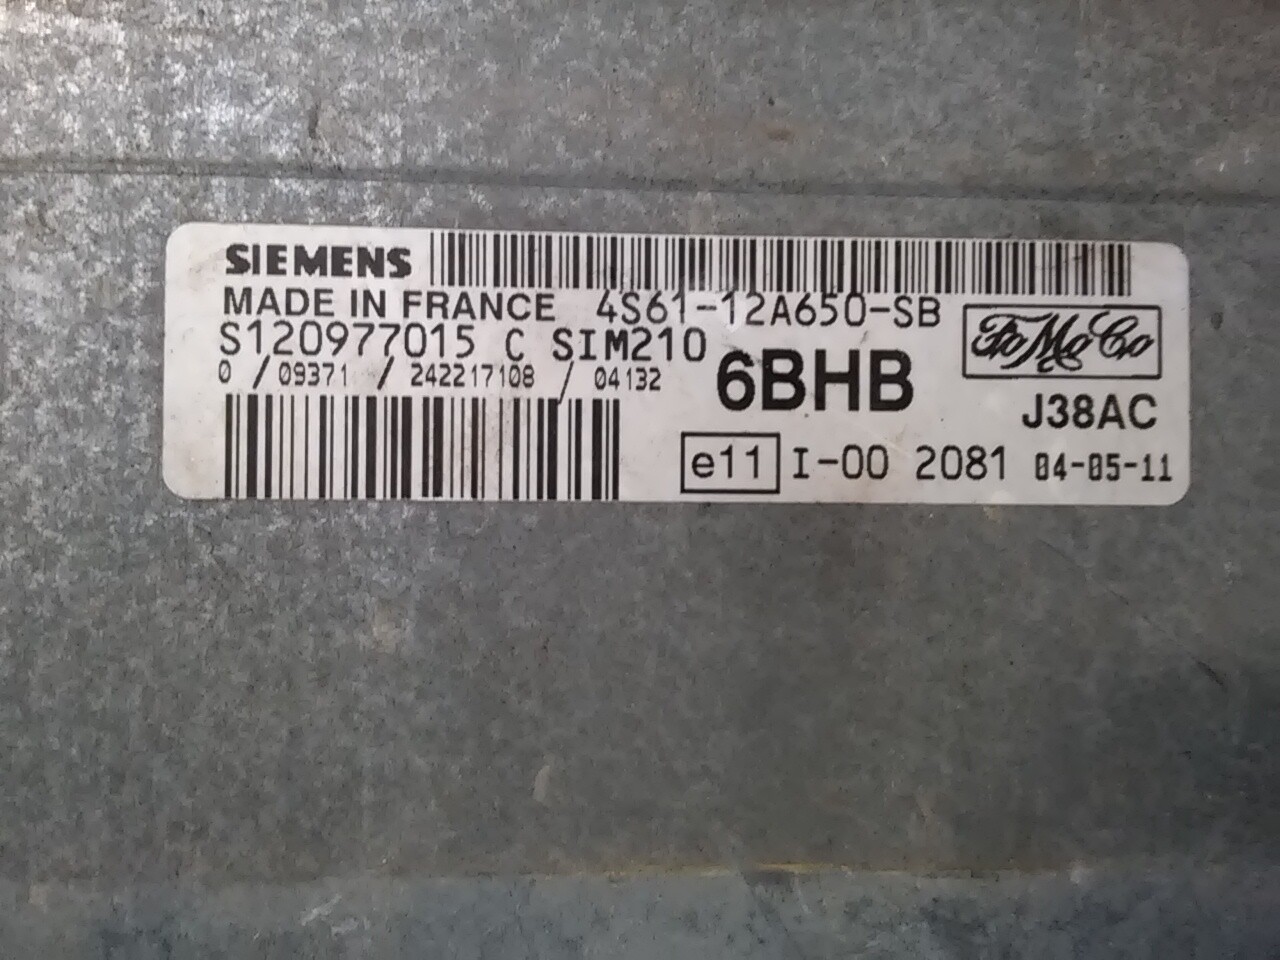 SIEMENS
MADE IN FRANCE 4S61-12A650-SB
S120977015 C SIM210
FoMoCo
0 / 09371 / 242217108 / 04132
6BHB
J38AC
e11 I-00 2081 04-05-11